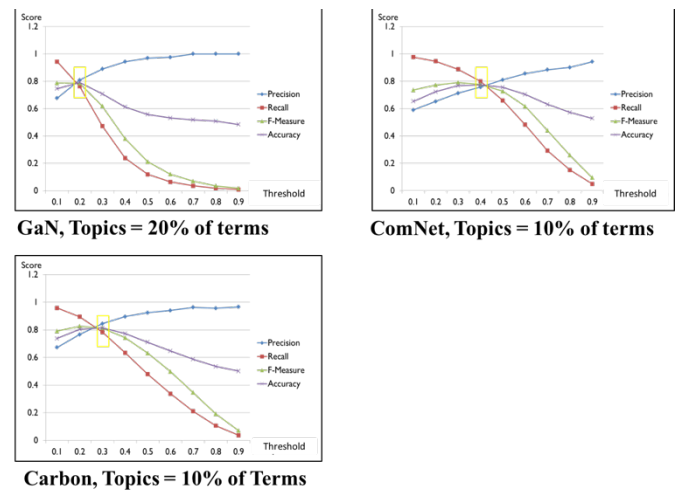 Score
1.2
1
0.8
0.6
0.4
0.2
0
0.1 0.2 0.3 0.4 0.5 0.6 0.7 0.8 0.9
Threshold
Precision
Recall
F-Measure
Accuracy
GaN, Topics = 20% of terms
Score
1.2
1
0.8
0.6
0.4
0.2
0
0.1 0.2 0.3 0.4 0.5 0.6 0.7 0.8 0.9
Threshold
Precision
Recall
F-Measure
Accuracy
ComNet, Topics = 10% of terms
Score
1.2
1
0.8
0.6
0.4
0.2
0
0.1 0.2 0.3 0.4 0.5 0.6 0.7 0.8 0.9
Threshold
Precision
Recall
F-Measure
Accuracy
Carbon, Topics = 10% of Terms